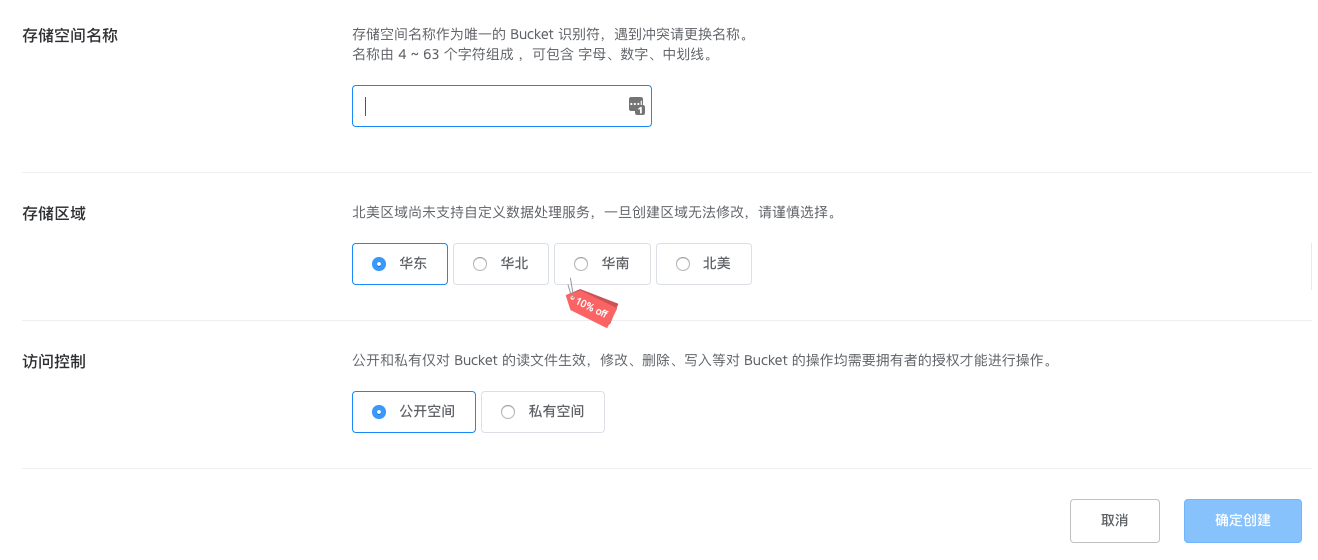 存储空间名称
存储空间名称作为唯一的 Bucket 识别符，遇到冲突请更换名称。
名称由 4 ~ 63 个字符组成 ，可包含 字母、数字、中划线。
1
存储区域
北美区域尚未支持自定义数据处理服务，一旦创建区域无法修改，请谨慎选择。
华东
华北
华南
北美
10% off
访问控制
公开和私有仅对 Bucket 的读文件生效，修改、删除、写入等对 Bucket 的操作均需要拥有者的授权才能进行操作。
公开空间
私有空间
取消
确定创建